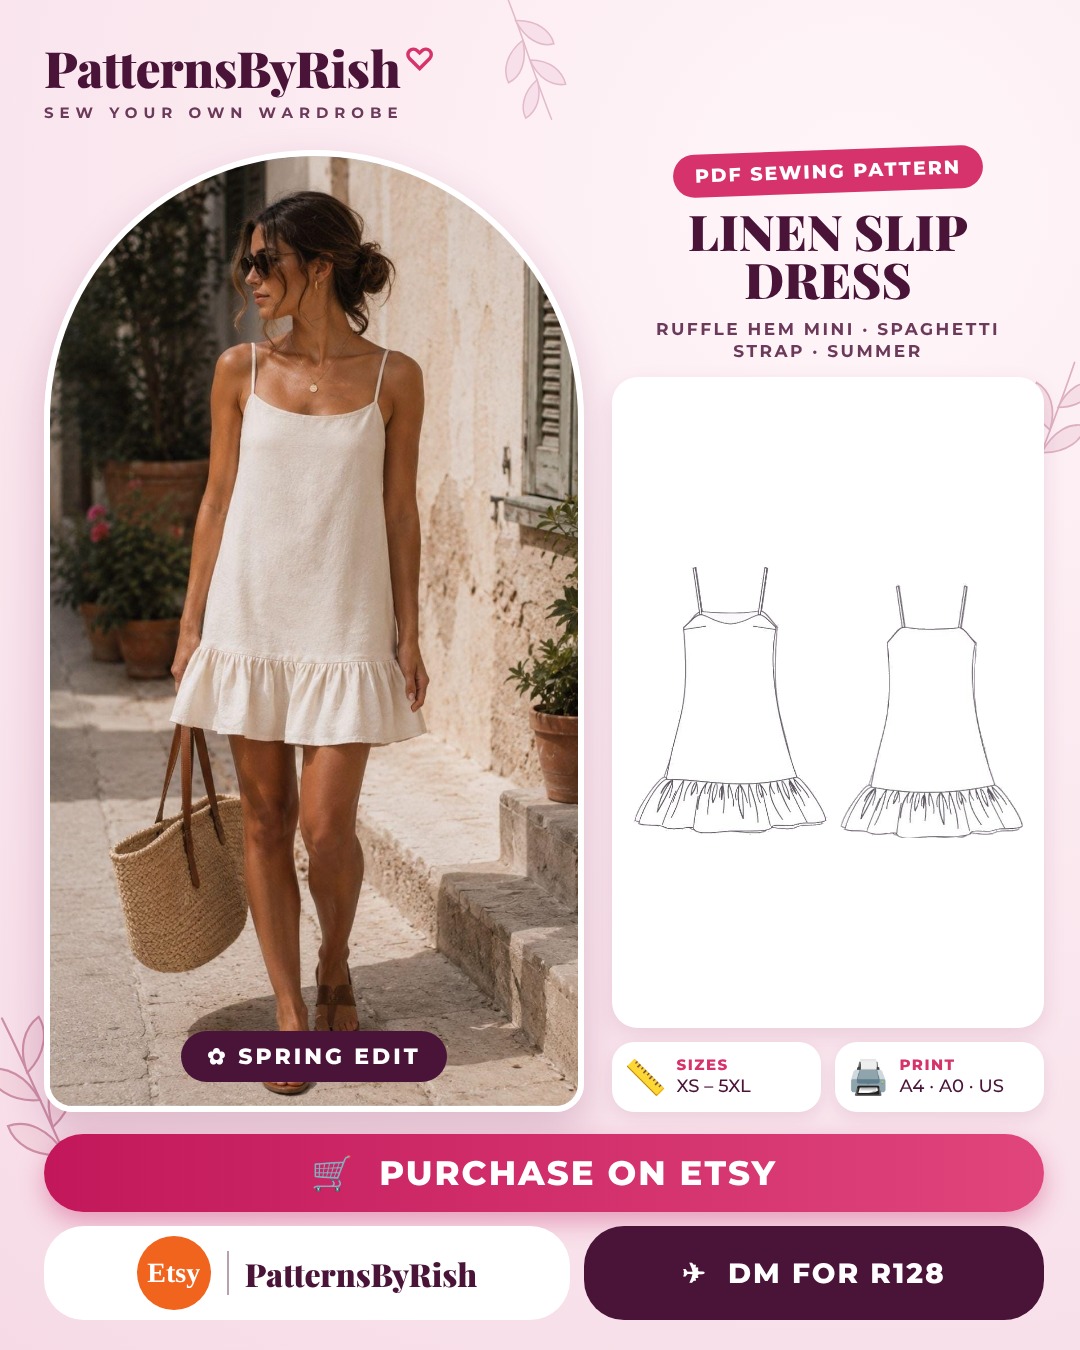 PatternsByRish
SEW YOUR OWN WARDROBE
PDF SEWING PATTERN
LINEN SLIP
DRESS
RUFFLE HEM MINI · SPAGHETTI
STRAP · SUMMER
✿ SPRING EDIT
SIZES
XS – 5XL
PRINT
A4 · A0 · US
PURCHASE ON ETSY
Etsy
PatternsByRish
DM FOR R128